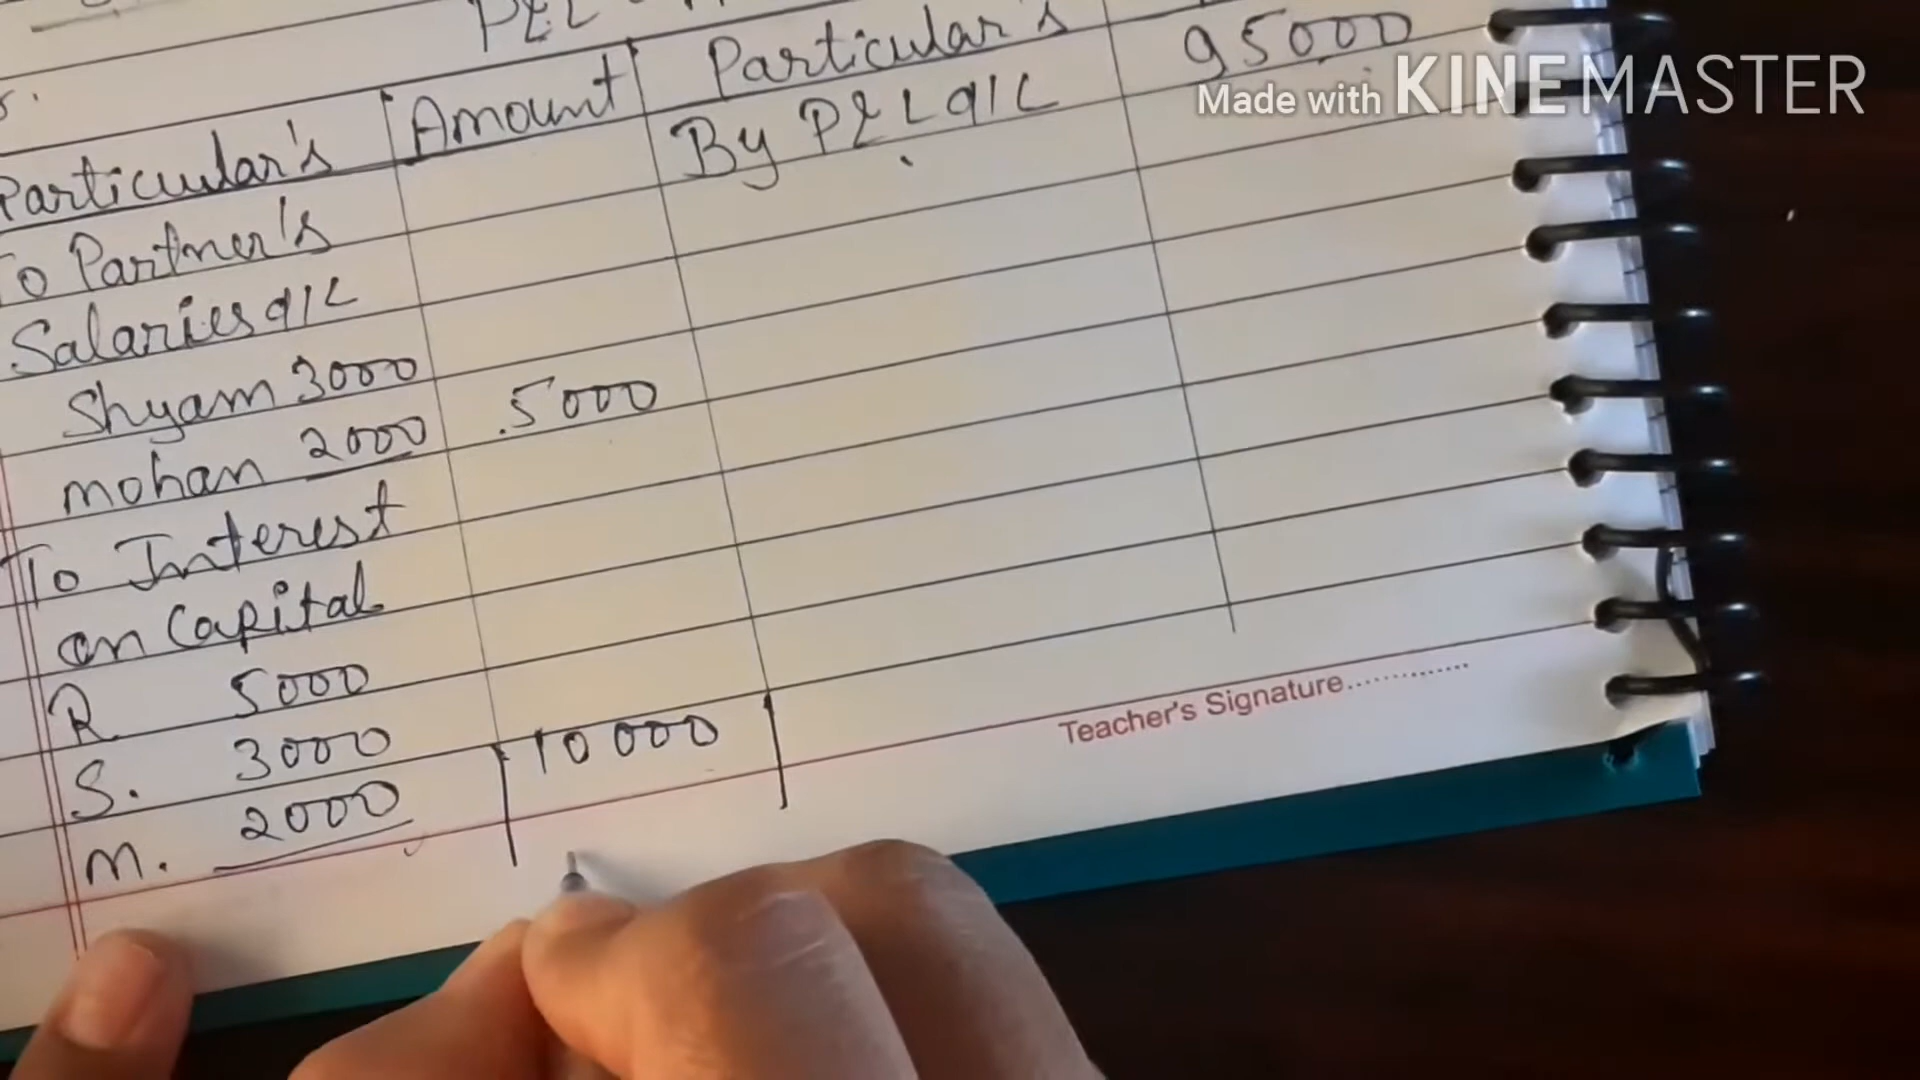 P&L
Particular's Amount Particular's 95000
By P&L a/c
To Partner's
Salaries a/c
Shyam 3000
mohan 2000 5000
To Interest
on Capital
R 5000
S. 3000 10000
M. 2000
Teacher's Signature..............
Made with KINEMASTER